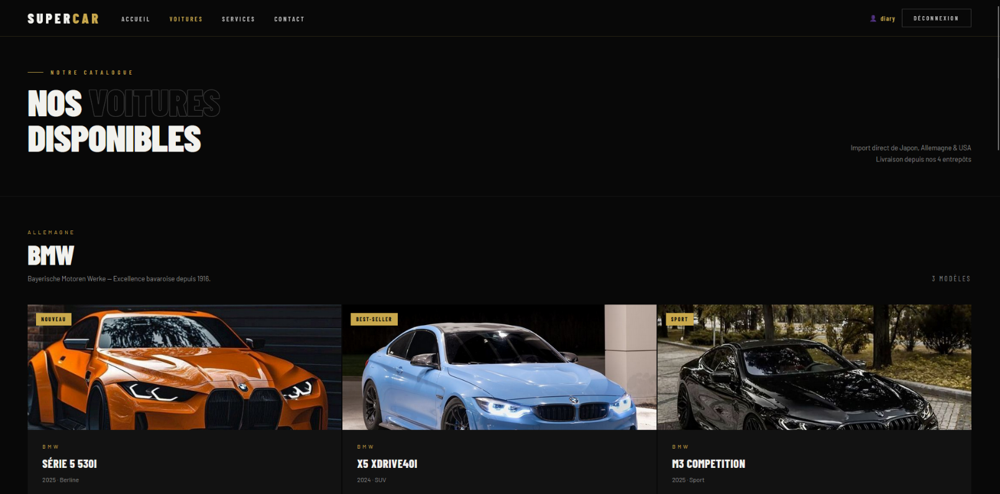 SUPERCAR ACCUEIL VOITURES SERVICES CONTACT diary DÉCONNEXION
NOTRE CATALOGUE
NOS VOITURES
DISPONIBLES
Import direct de Japon, Allemagne & USA
Livraison depuis nos 4 entrepôts
ALLEMAGNE
BMW
Bayerische Motoren Werke — Excellence bavaroise depuis 1916.
3 MODÈLES
NOUVEAU
BMW
SÉRIE 5 530I
2025 · Berline
BEST-SELLER
BMW
X5 XDRIVE40I
2024 · SUV
SPORT
BMW
M3 COMPETITION
2025 · Sport